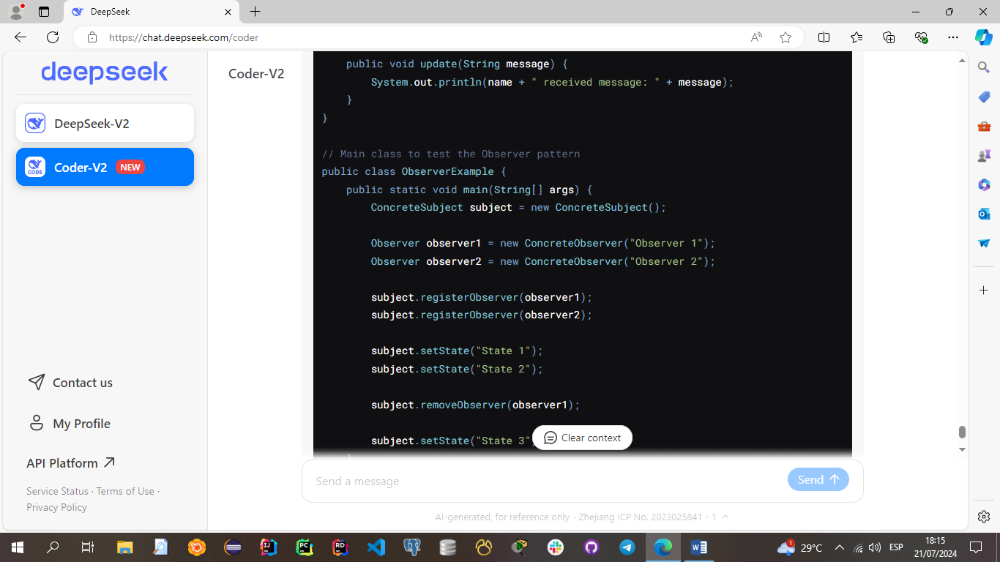 DeepSeek
https://chat.deepseek.com/coder
deepseek
DeepSeek-V2
CODE
Coder-V2 NEW
Contact us
My Profile
API Platform
Service Status · Terms of Use ·
Privacy Policy
Coder-V2
public void update(String message) {
System.out.println(name + " received message: " + message);
}
}
// Main class to test the Observer pattern
public class ObserverExample {
public static void main(String[] args) {
ConcreteSubject subject = new ConcreteSubject();
Observer observer1 = new ConcreteObserver("Observer 1");
Observer observer2 = new ConcreteObserver("Observer 2");
subject.registerObserver(observer1);
subject.registerObserver(observer2);
subject.setState("State 1");
subject.setState("State 2");
subject.removeObserver(observer1);
subject.setState("State 3")
Clear context
Send a message
Send
AI-generated, for reference only · Zhejiang ICP No. 2023025841 - 1
IJ
PC
RD
W
1
29°C
ESP
18:15
21/07/2024